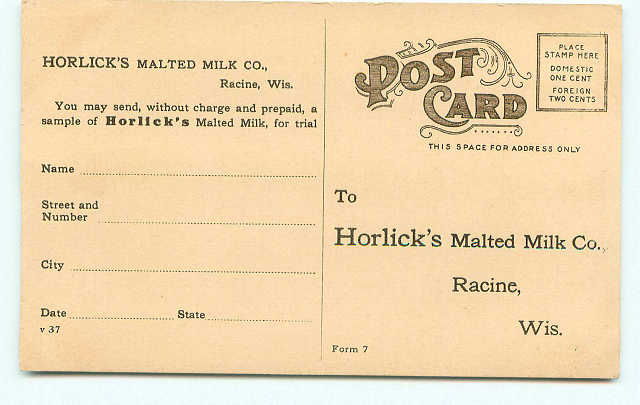 HORLICK'S MALTED MILK CO.,
Racine, Wis.
You may send, without charge and prepaid, a
sample of Horlick's Malted Milk, for trial
Name
Street and
Number
City
Date State
v 37
POST
CARD
PLACE
STAMP HERE
DOMESTIC
ONE CENT
FOREIGN
TWO CENTS
THIS SPACE FOR ADDRESS ONLY
To
Horlick's Malted Milk Co.,
Racine,
Wis.
Form 7